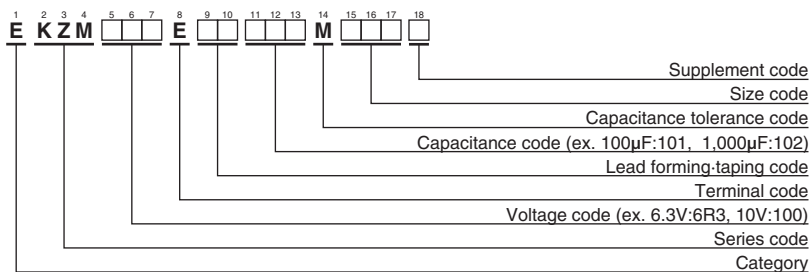 1 2 3 4 5 6 7 8 9 10 11 12 13 14 15 16 17 18
E K Z M E M
Supplement code
Size code
Capacitance tolerance code
Capacitance code (ex. 100µF:101, 1,000µF:102)
Lead forming·taping code
Terminal code
Voltage code (ex. 6.3V:6R3, 10V:100)
Series code
Category